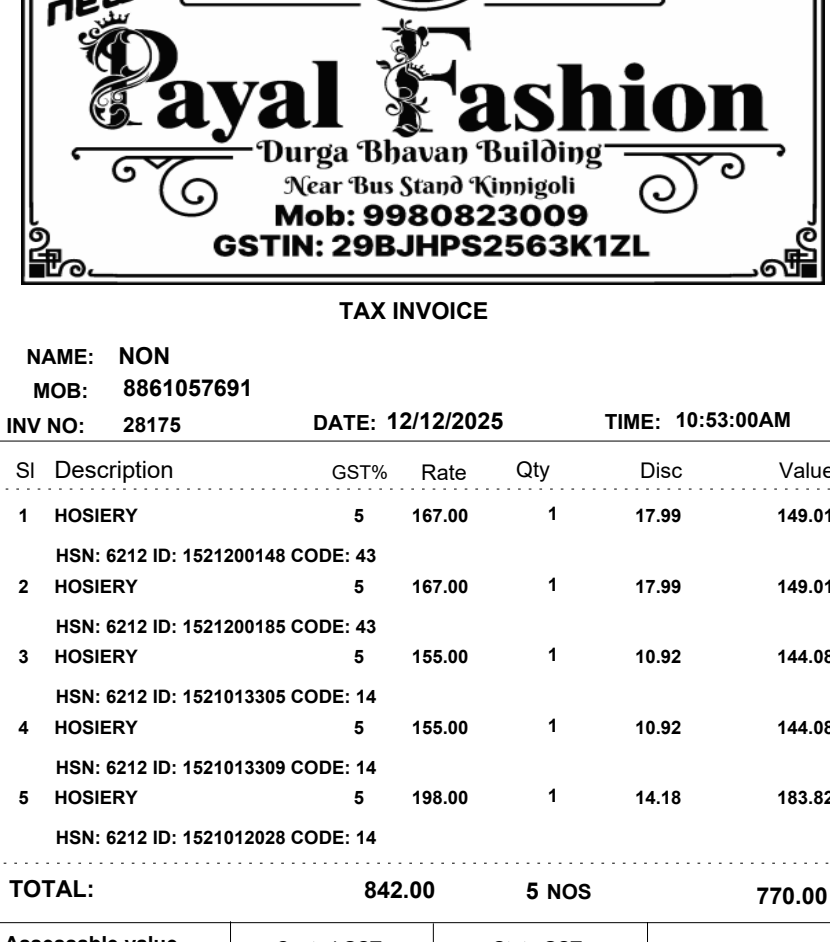 new
Payal Fashion
Durga Bhavan Building
Near Bus Stand Kinnigoli
Mob: 9980823009
GSTIN: 29BJHPS2563K1ZL
TAX INVOICE
NAME: NON
MOB: 8861057691
INV NO: 28175 DATE: 12/12/2025 TIME: 10:53:00AM
Sl Description GST% Rate Qty Disc Value
1 HOSIERY 5 167.00 1 17.99 149.01
HSN: 6212 ID: 1521200148 CODE: 43
2 HOSIERY 5 167.00 1 17.99 149.01
HSN: 6212 ID: 1521200185 CODE: 43
3 HOSIERY 5 155.00 1 10.92 144.08
HSN: 6212 ID: 1521013305 CODE: 14
4 HOSIERY 5 155.00 1 10.92 144.08
HSN: 6212 ID: 1521013309 CODE: 14
5 HOSIERY 5 198.00 1 14.18 183.82
HSN: 6212 ID: 1521012028 CODE: 14
TOTAL: 842.00 5 NOS 770.00